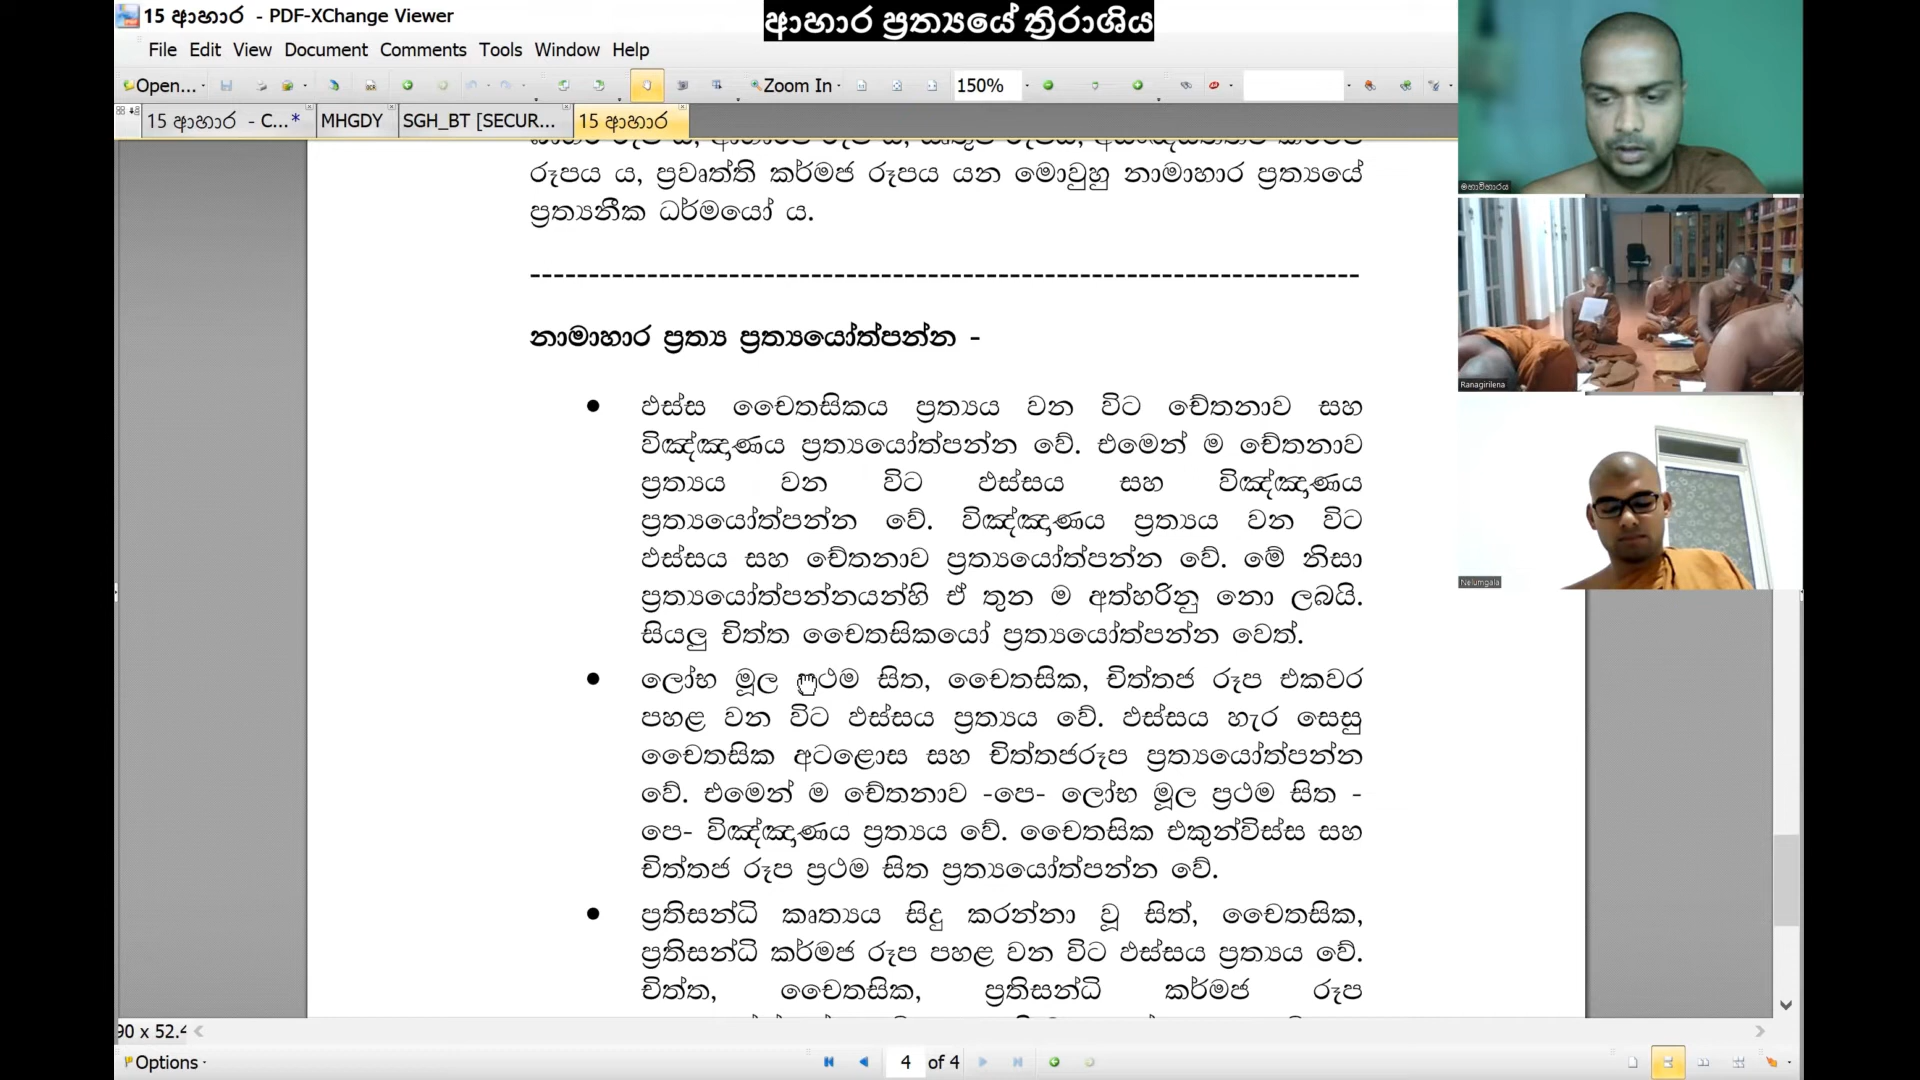 15 ආහාර - PDF-XChange Viewer
ආහාර ප්‍රත්‍යයේ ත්‍රිරාශිය
File Edit View Document Comments Tools Window Help
Open... Zoom In 150%
15 ආහාර - C...* MHGDY SGH_BT [SECUR... 15 ආහාර
රූපය ය, ප්‍රවෘත්ති කර්මජ රූපය යන මොවුහු නාමාහාර ප්‍රත්‍යයේ
ප්‍රත්‍යනීක ධර්මයෝ ය.
නාමාහාර ප්‍රත්‍ය ප්‍රත්‍යයෝත්පන්න -
• ඵස්ස චෛතසිකය ප්‍රත්‍යය වන විට චේතනාව සහ
විඤ්ඤාණය ප්‍රත්‍යයෝත්පන්න වේ. එමෙන් ම චේතනාව
ප්‍රත්‍යය වන විට ඵස්සය සහ විඤ්ඤාණය
ප්‍රත්‍යයෝත්පන්න වේ. විඤ්ඤාණය ප්‍රත්‍යය වන විට
ඵස්සය සහ චේතනාව ප්‍රත්‍යයෝත්පන්න වේ. මේ නිසා
ප්‍රත්‍යයෝත්පන්නයන්හි ඒ තුන ම අත්හරිනු නො ලබයි.
සියලු චිත්ත චෛතසිකයෝ ප්‍රත්‍යයෝත්පන්න වෙත්.
• ලෝභ මූල ප්‍රථම සිත, චෛතසික, චිත්තජ රූප එකවර
පහළ වන විට ඵස්සය ප්‍රත්‍යය වේ. ඵස්සය හැර සෙසු
චෛතසික අටළොස සහ චිත්තජරූප ප්‍රත්‍යයෝත්පන්න
වේ. එමෙන් ම චේතනාව -පෙ- ලෝභ මූල ප්‍රථම සිත -
පෙ- විඤ්ඤාණය ප්‍රත්‍යය වේ. චෛතසික එකුන්විස්ස සහ
චිත්තජ රූප ප්‍රථම සිත ප්‍රත්‍යයෝත්පන්න වේ.
• ප්‍රතිසන්ධි කෘත්‍යය සිදු කරන්නා වූ සිත්, චෛතසික,
ප්‍රතිසන්ධි කර්මජ රූප පහළ වන විට ඵස්සය ප්‍රත්‍යය වේ.
චිත්ත, චෛතසික, ප්‍රතිසන්ධි කර්මජ රූප
මහාවිහාරය
Ranagirilena
Nelumgala
90 x 52.4
Options
4 of 4